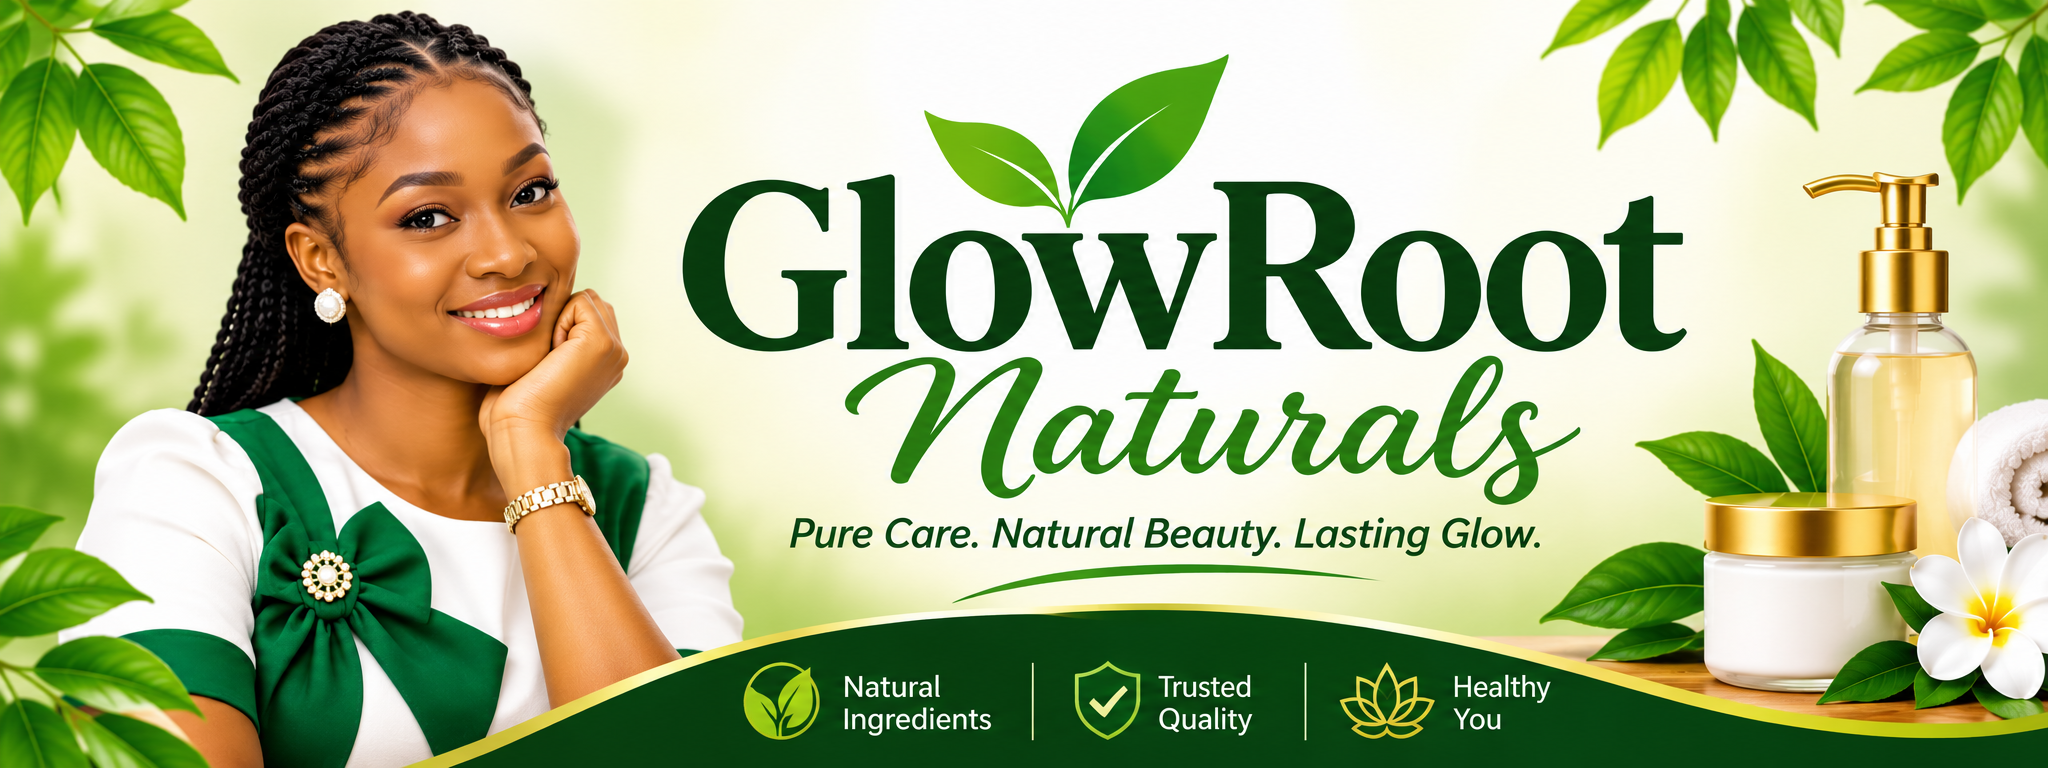 GlowRoot
Naturals
Pure Care. Natural Beauty. Lasting Glow.
Natural
Ingredients
Trusted
Quality
Healthy
You